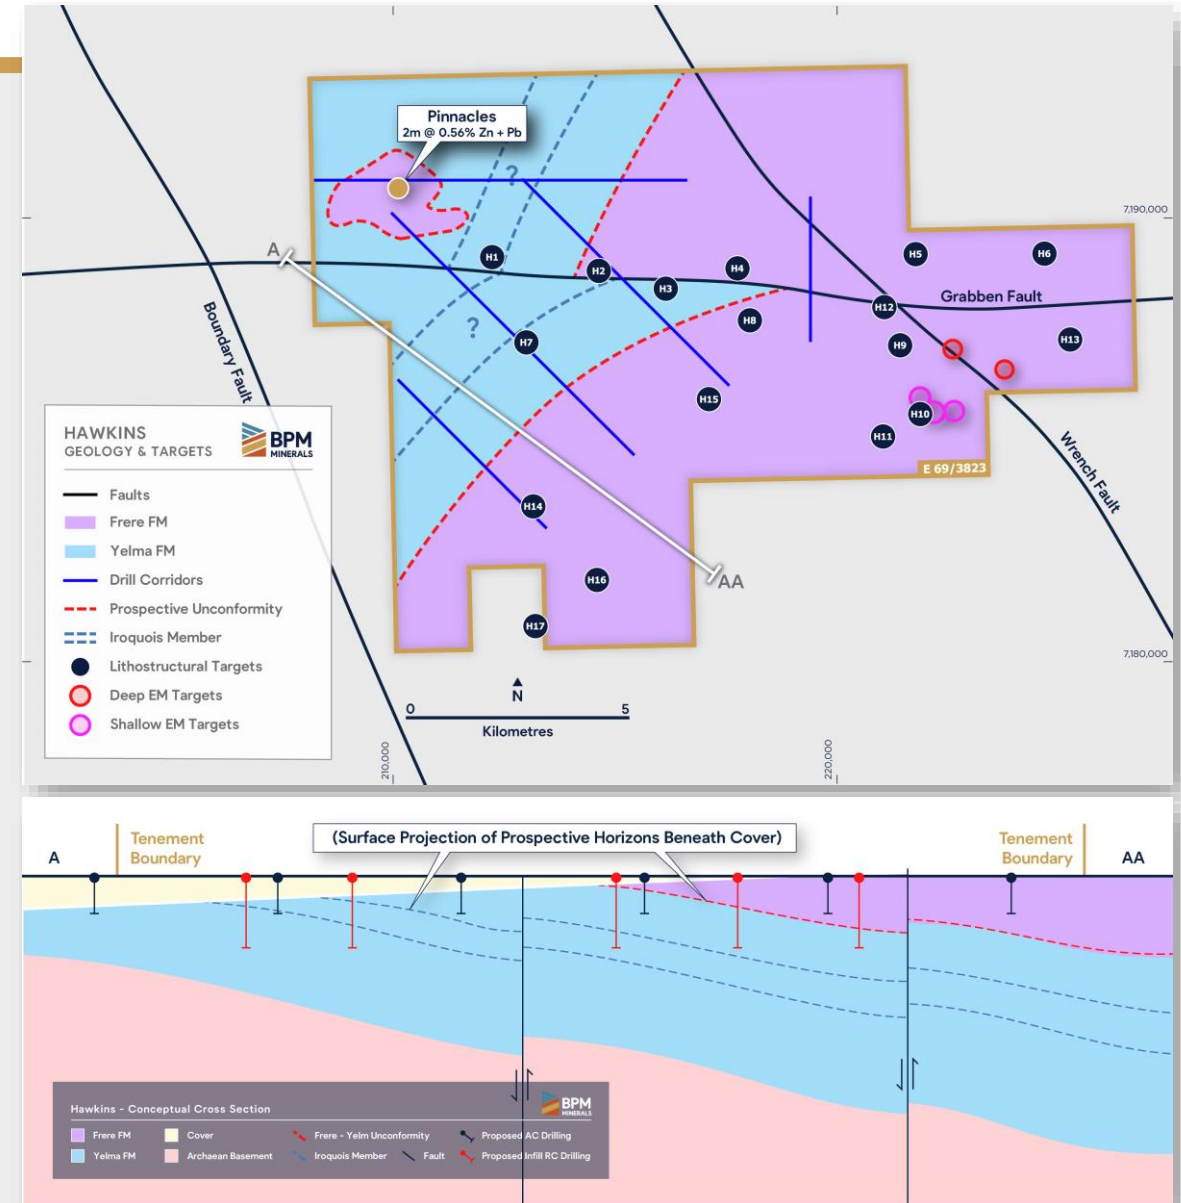 Pinnacles
2m @ 0.56% Zn + Pb
?
7,190,000
A
H1
H2
H3
H4
H5
H6
Grabben Fault
H12
H8
H9
H13
?
H7
Boundary Fault
H15
H10
H11
E 69/3823
Wrench Fault
HAWKINS
GEOLOGY & TARGETS
BPM
MINERALS
Faults
Frere FM
Yelma FM
Drill Corridors
Prospective Unconformity
Iroquois Member
Lithostructural Targets
Deep EM Targets
Shallow EM Targets
H14
H16
AA
H17
7,180,000
N
0 5
Kilometres
210,000
220,000
A
Tenement
Boundary
(Surface Projection of Prospective Horizons Beneath Cover)
Tenement
Boundary
AA
Hawkins - Conceptual Cross Section
BPM
MINERALS
Frere FM Cover Frere - Yelm Unconformity Proposed AC Drilling
Yelma FM Archaean Basement Iroquois Member Fault Proposed Infill RC Drilling